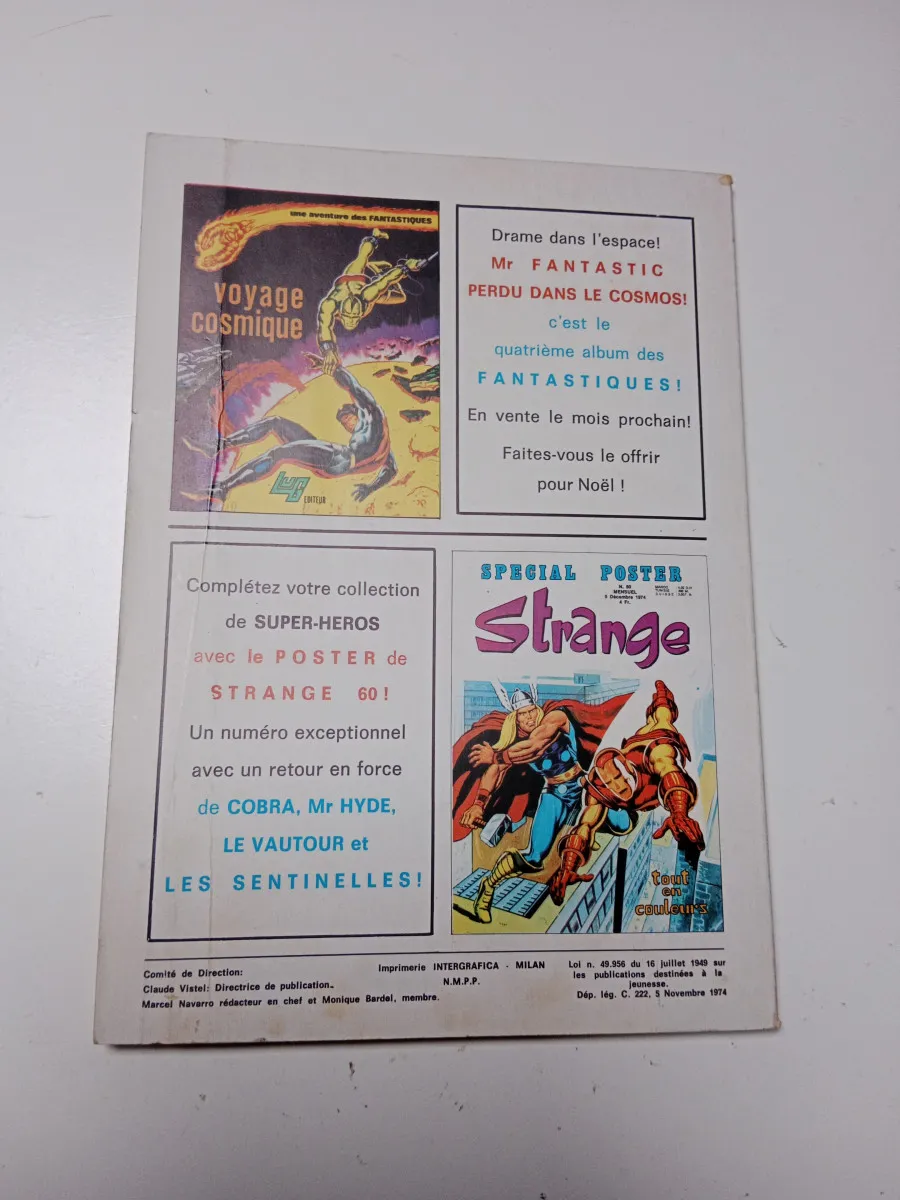 une aventure des FANTASTIQUES
voyage
cosmique
LUG
EDITEUR
Drame dans l'espace!
Mr FANTASTIC
PERDU DANS LE COSMOS!
c'est le
quatrième album des
FANTASTIQUES!
En vente le mois prochain!
Faites-vous le offrir
pour Noël !
Complétez votre collection
de SUPER-HEROS
avec le POSTER de
STRANGE 60!
Un numéro exceptionnel
avec un retour en force
de COBRA, Mr HYDE,
LE VAUTOUR et
LES SENTINELLES!
SPECIAL POSTER
N. 60
MENSUEL
5 Décembre 1974
4 Fr.
Strange
tout
en
couleurs
Comité de Direction:
Claude Vistel: Directrice de publication.
Marcel Navarro rédacteur en chef et Monique Bardel, membre.
Imprimerie INTERGRAFICA - MILAN
N.M.P.P.
Loi n. 49.956 du 16 juillet 1949 sur
les publications destinées à la
jeunesse.
Dép. lég. C. 222, 5 Novembre 1974